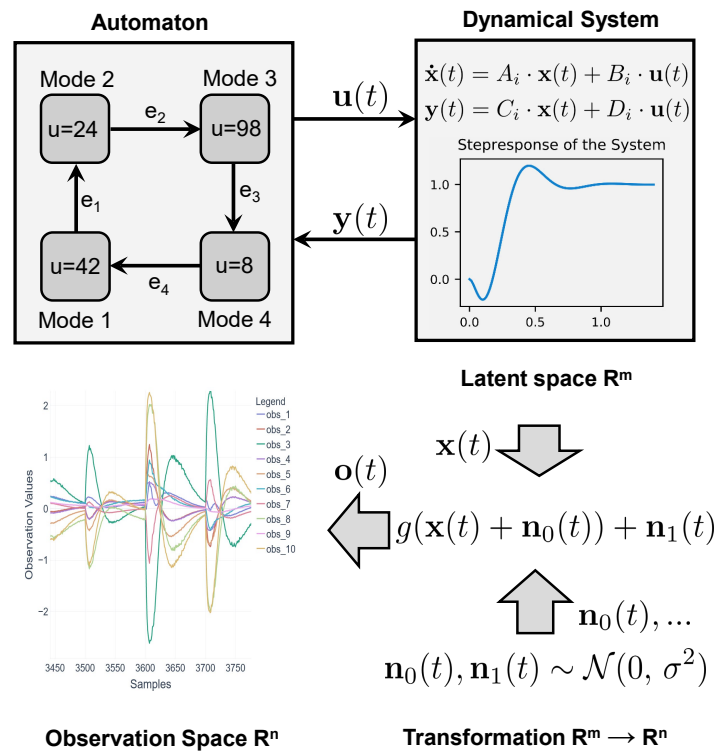 Automaton
Dynamical System
Mode 2
Mode 3
u=24
e₂
u=98
e₁
e₃
u=42
e₄
u=8
Mode 1
Mode 4
u(t)
y(t)
ẋ(t) = Aᵢ · x(t) + Bᵢ · u(t)
y(t) = Cᵢ · x(t) + Dᵢ · u(t)
Stepresponse of the System
1.0
0.5
0.0
0.0
0.5
1.0
Latent space Rᵐ
x(t)
o(t)
g(x(t) + n₀(t)) + n₁(t)
n₀(t), ...
n₀(t), n₁(t) ∼ 𝒩(0, σ²)
Transformation Rᵐ → Rⁿ
Observation Values
2
1
0
−1
−2
3450
3500
3550
3600
3650
3700
3750
Samples
Legend
obs_1
obs_2
obs_3
obs_4
obs_5
obs_6
obs_7
obs_8
obs_9
obs_10
Observation Space Rⁿ